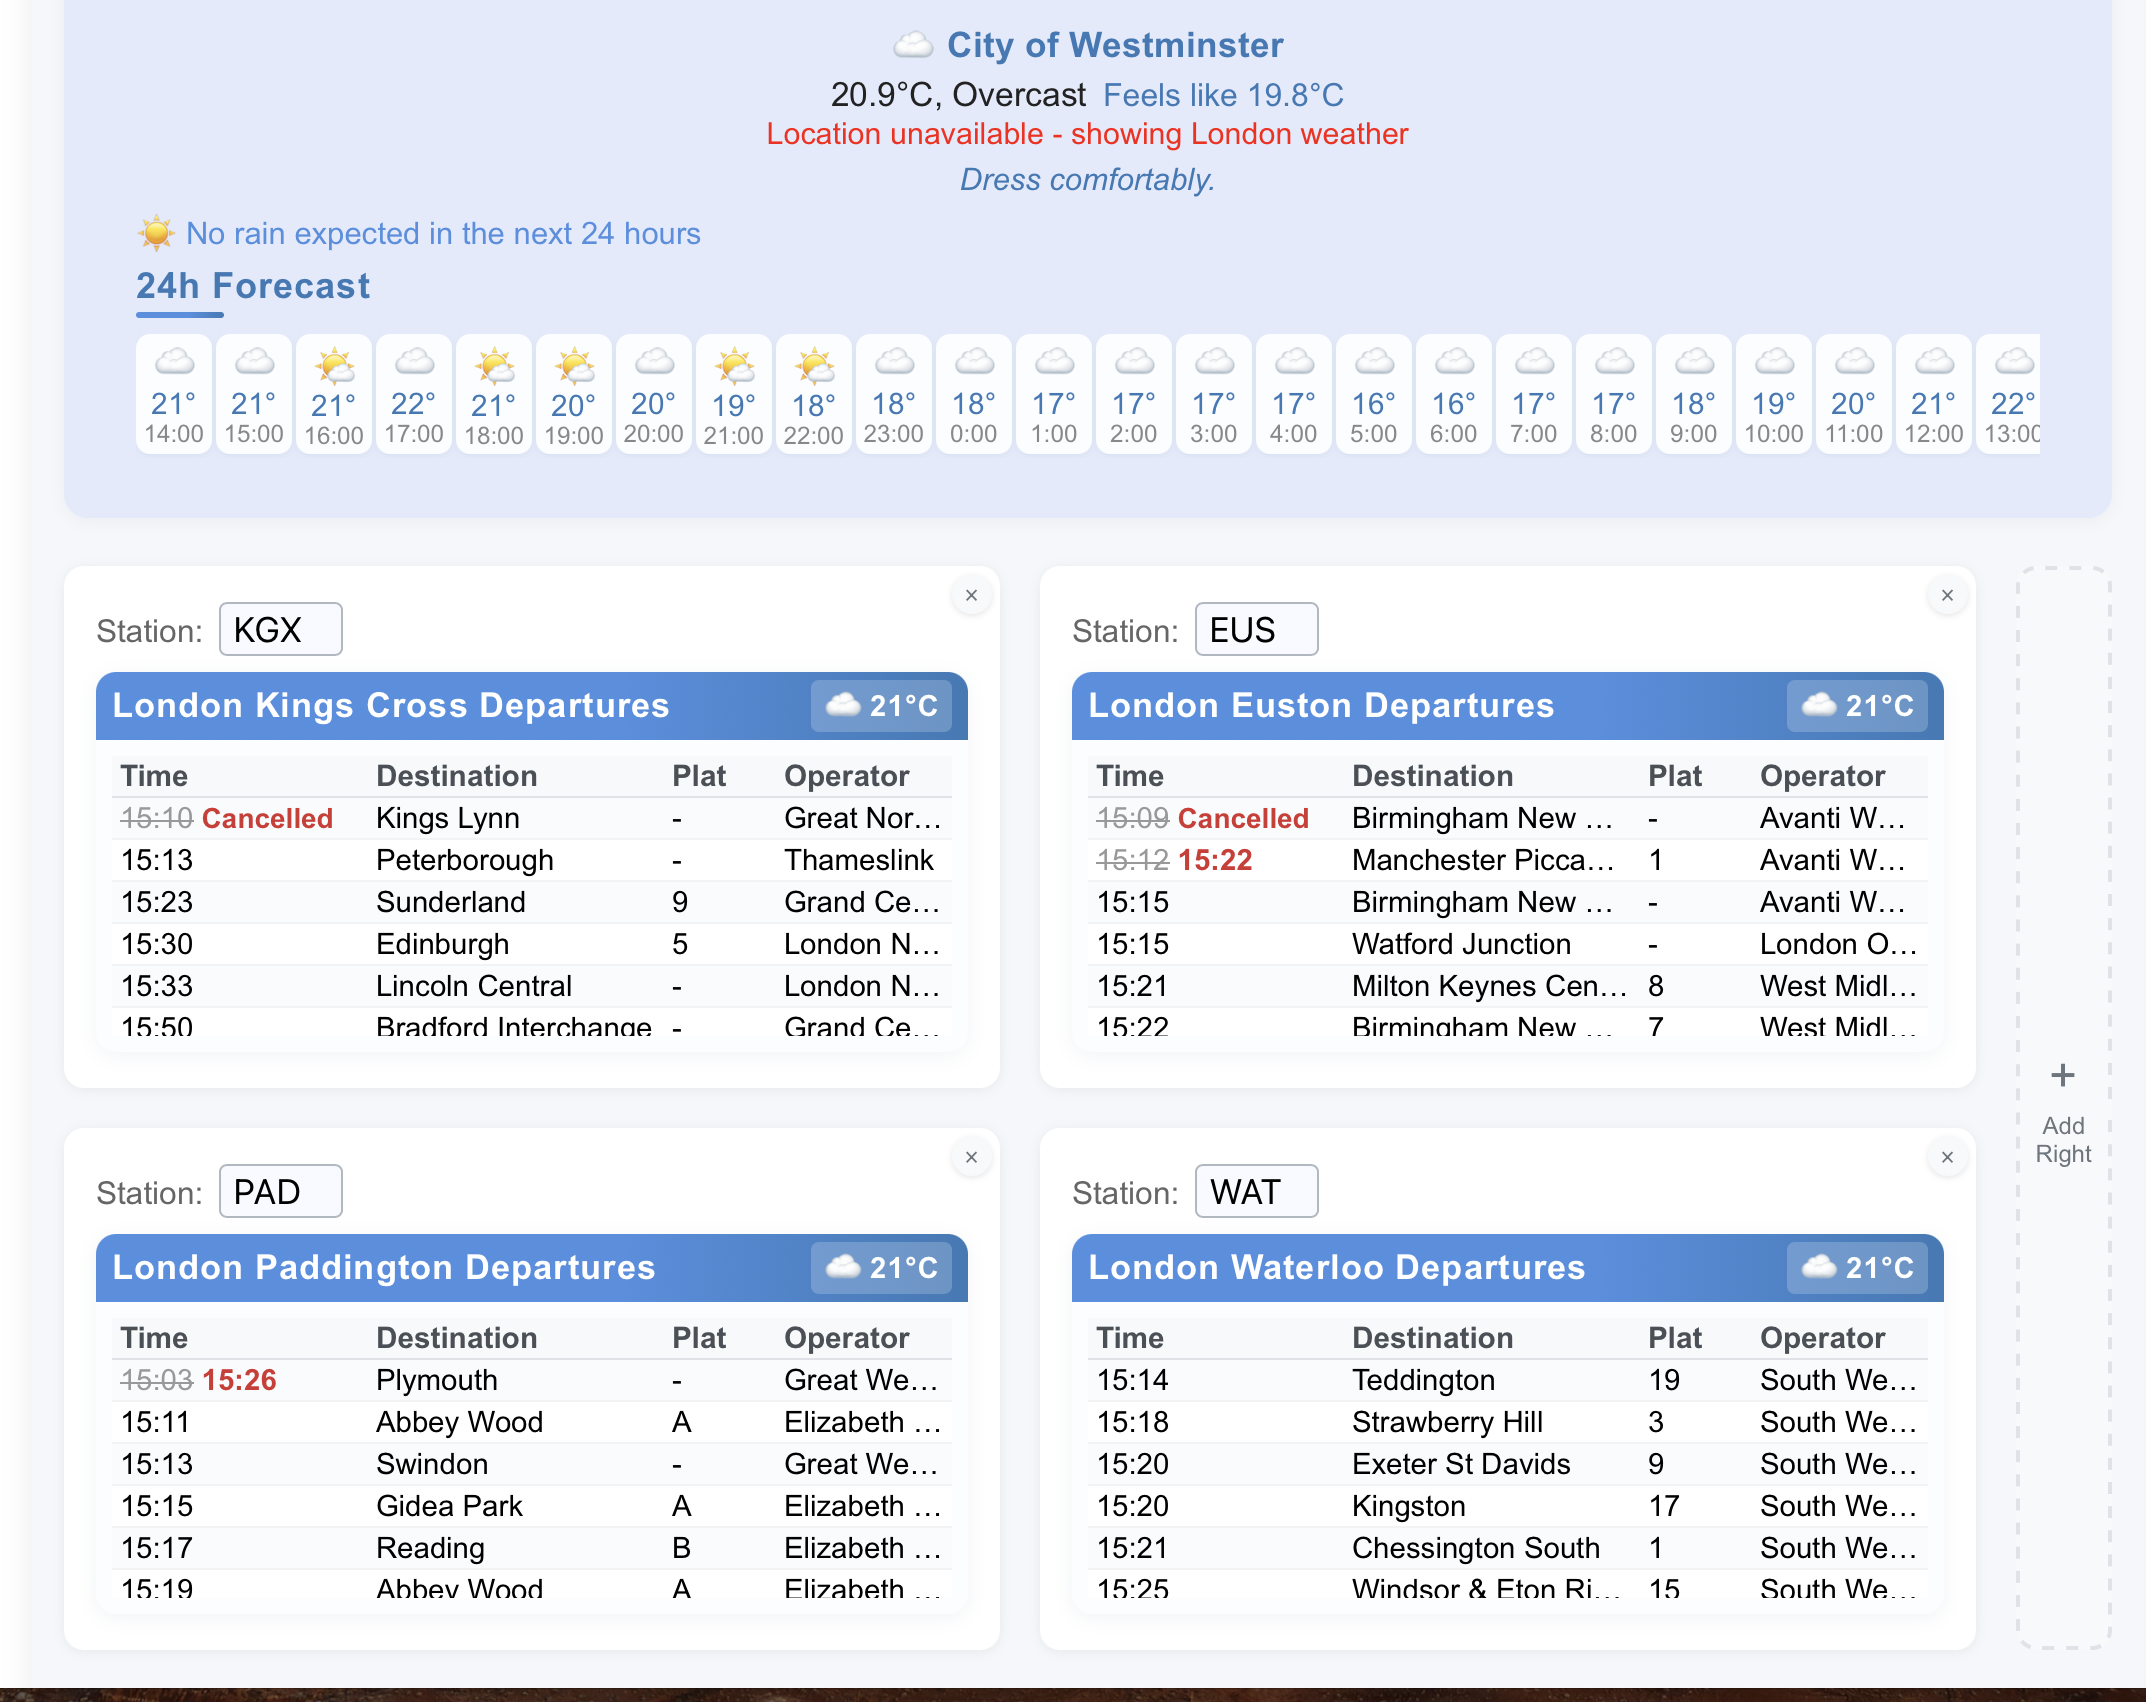 City of Westminster
20.9°C, Overcast Feels like 19.8°C
Location unavailable - showing London weather
Dress comfortably.
No rain expected in the next 24 hours
24h Forecast
21° 21° 21° 22° 21° 20° 20° 19° 18° 18° 18° 17° 17° 17° 17° 16° 16° 17° 17° 18° 19° 20° 21° 22°
14:00 15:00 16:00 17:00 18:00 19:00 20:00 21:00 22:00 23:00 0:00 1:00 2:00 3:00 4:00 5:00 6:00 7:00 8:00 9:00 10:00 11:00 12:00 13:00
×
Station: KGX
London Kings Cross Departures 21°C
Time Destination Plat Operator
15:10 Cancelled Kings Lynn - Great Nor...
15:13 Peterborough - Thameslink
15:23 Sunderland 9 Grand Ce...
15:30 Edinburgh 5 London N...
15:33 Lincoln Central - London N...
15:50 Bradford Interchange - Grand Ce...
×
Station: EUS
London Euston Departures 21°C
Time Destination Plat Operator
15:09 Cancelled Birmingham New ... - Avanti W...
15:12 15:22 Manchester Picca... 1 Avanti W...
15:15 Birmingham New ... - Avanti W...
15:15 Watford Junction - London O...
15:21 Milton Keynes Cen... 8 West Midl...
15:22 Birmingham New ... 7 West Midl...
×
Station: PAD
London Paddington Departures 21°C
Time Destination Plat Operator
15:03 15:26 Plymouth - Great We...
15:11 Abbey Wood A Elizabeth ...
15:13 Swindon - Great We...
15:15 Gidea Park A Elizabeth ...
15:17 Reading B Elizabeth ...
15:19 Abbey Wood A Elizabeth ...
×
Station: WAT
London Waterloo Departures 21°C
Time Destination Plat Operator
15:14 Teddington 19 South We...
15:18 Strawberry Hill 3 South We...
15:20 Exeter St Davids 9 South We...
15:20 Kingston 17 South We...
15:21 Chessington South 1 South We...
15:25 Windsor & Eton Ri... 15 South We...
+
Add
Right